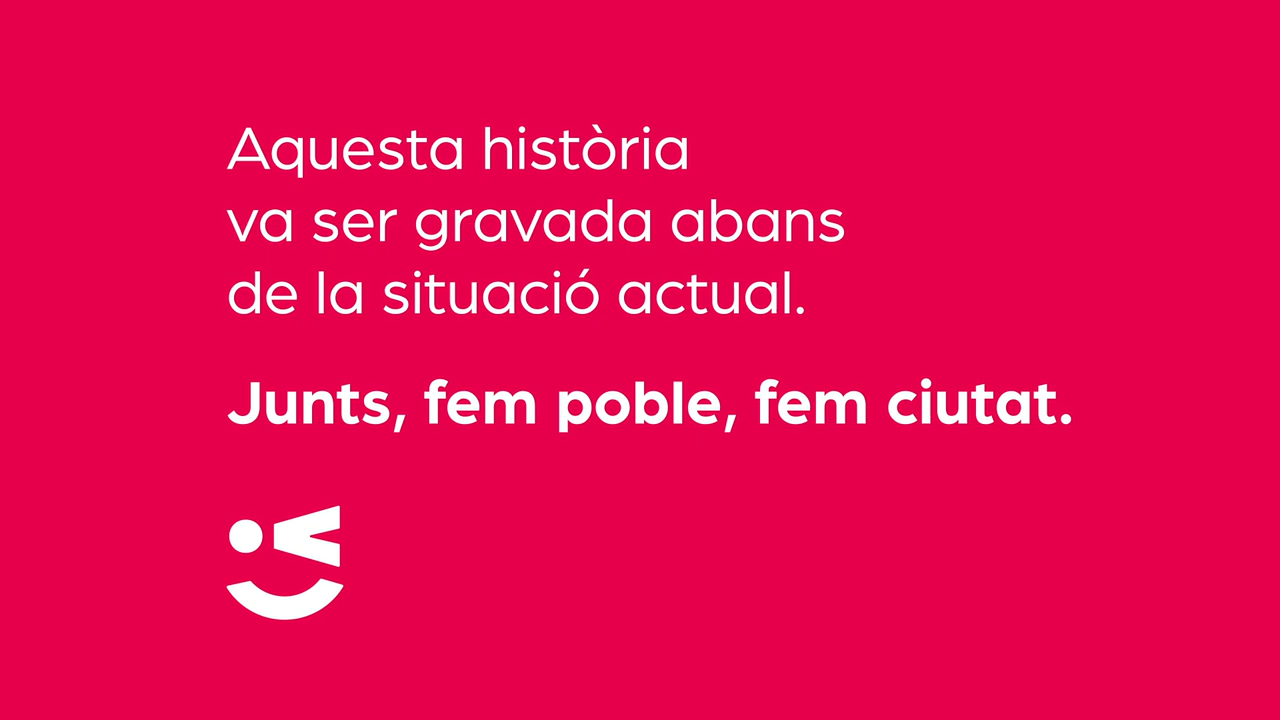 Aquesta història
va ser gravada abans
de la situació actual.
Junts, fem poble, fem ciutat.